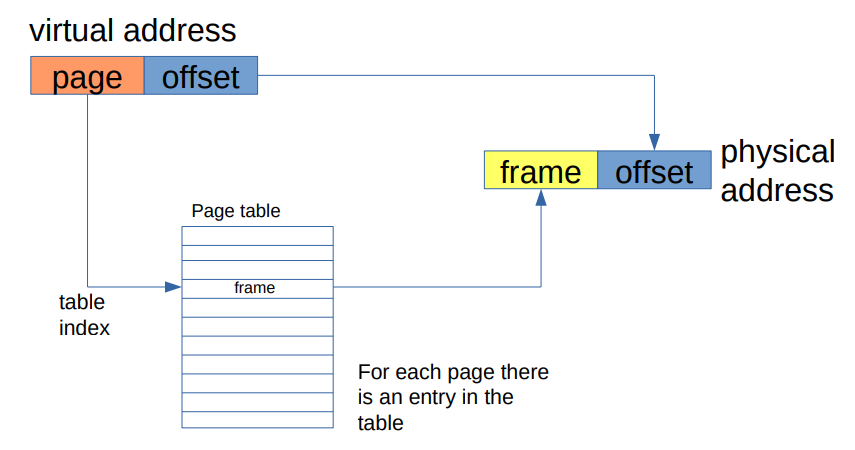 virtual address
page offset
frame offset
physical
address
Page table
frame
table
index
For each page there
is an entry in the
table